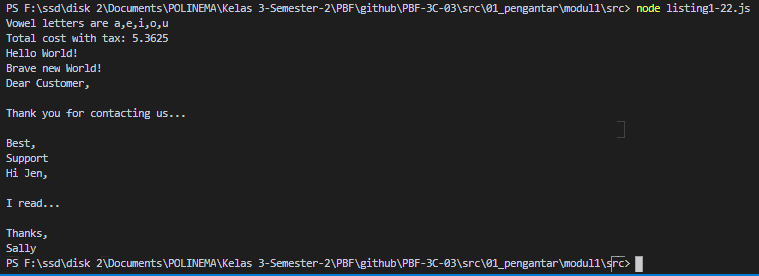 PS F:\ssd\disk 2\Documents\POLINEMA\Kelas 3-Semester-2\PBF\github\PBF-3C-03\src\01_pengantar\modul1\src> node listing1-22.js
Vowel letters are a,e,i,o,u
Total cost with tax: 5.3625
Hello World!
Brave new World!
Dear Customer,
Thank you for contacting us...
Best,
Support
Hi Jen,
I read...
Thanks,
Sally
PS F:\ssd\disk 2\Documents\POLINEMA\Kelas 3-Semester-2\PBF\github\PBF-3C-03\src\01_pengantar\modul1\src>